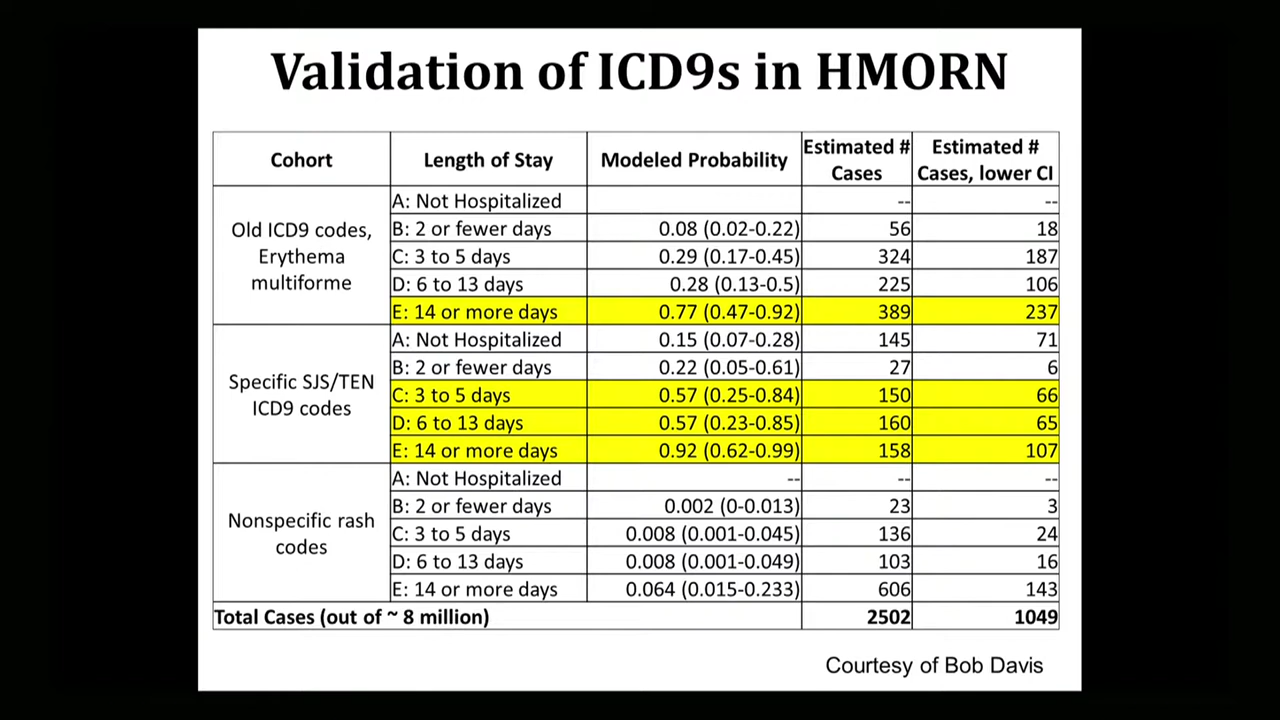 Validation of ICD9s in HMORN
Cohort Length of Stay Modeled Probability Estimated # Cases Estimated # Cases, lower CI
Old ICD9 codes, Erythema multiforme
A: Not Hospitalized -- --
B: 2 or fewer days 0.08 (0.02-0.22) 56 18
C: 3 to 5 days 0.29 (0.17-0.45) 324 187
D: 6 to 13 days 0.28 (0.13-0.5) 225 106
E: 14 or more days 0.77 (0.47-0.92) 389 237
Specific SJS/TEN ICD9 codes
A: Not Hospitalized 0.15 (0.07-0.28) 145 71
B: 2 or fewer days 0.22 (0.05-0.61) 27 6
C: 3 to 5 days 0.57 (0.25-0.84) 150 66
D: 6 to 13 days 0.57 (0.23-0.85) 160 65
E: 14 or more days 0.92 (0.62-0.99) 158 107
Nonspecific rash codes
A: Not Hospitalized -- -- --
B: 2 or fewer days 0.002 (0-0.013) 23 3
C: 3 to 5 days 0.008 (0.001-0.045) 136 24
D: 6 to 13 days 0.008 (0.001-0.049) 103 16
E: 14 or more days 0.064 (0.015-0.233) 606 143
Total Cases (out of ~ 8 million) 2502 1049
Courtesy of Bob Davis